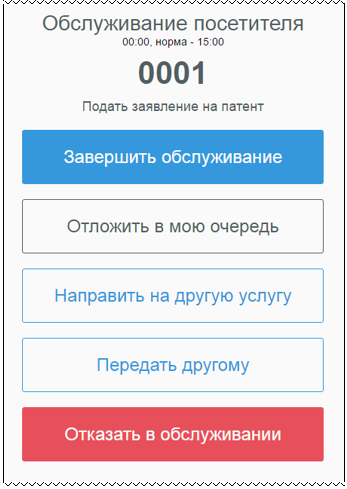 Обслуживание посетителя
00:00, норма - 15:00
0001
Подать заявление на патент
Завершить обслуживание
Отложить в мою очередь
Направить на другую услугу
Передать другому
Отказать в обслуживании